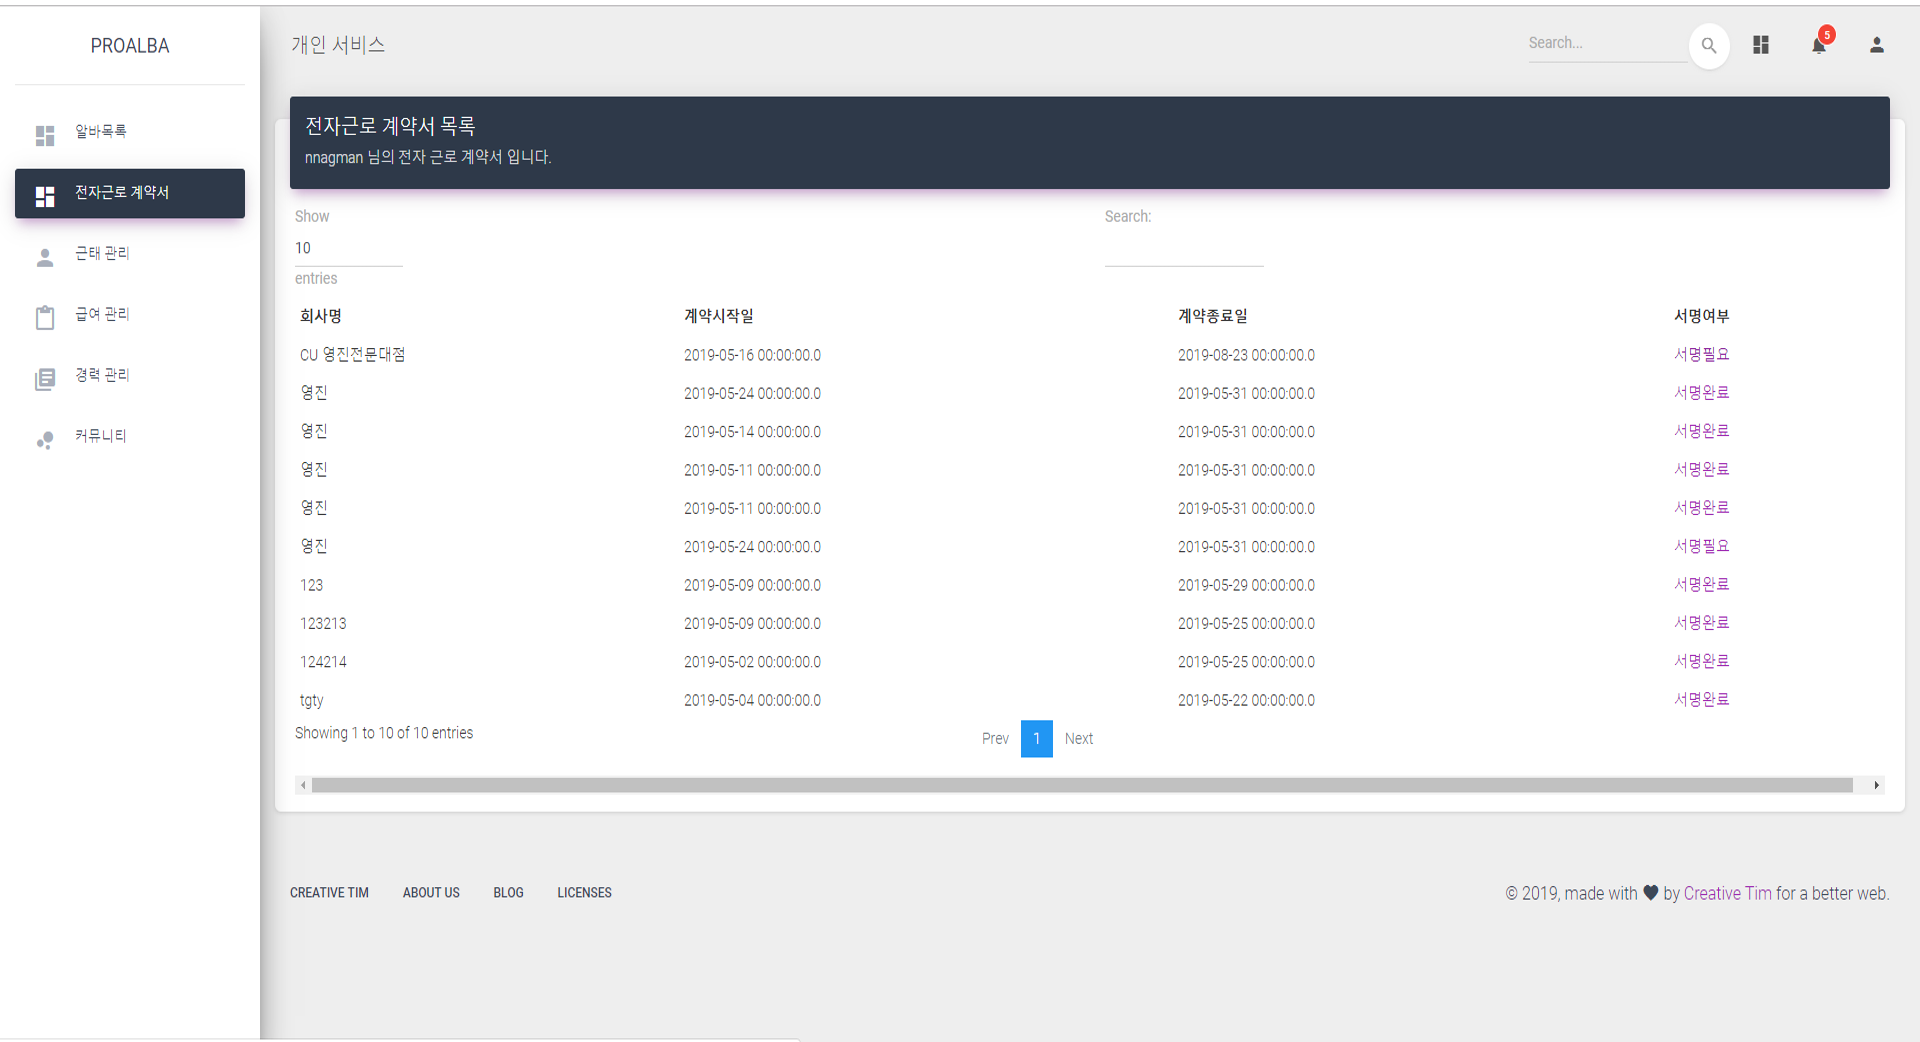 PROALBA
알바목록
전자근로 계약서
근태 관리
급여 관리
경력 관리
커뮤니티
개인 서비스
Search...
5
전자근로 계약서 목록
nnagman 님의 전자 근로 계약서 입니다.
Show
10
entries
Search:
회사명 계약시작일 계약종료일 서명여부
CU 영진전문대점 2019-05-16 00:00:00.0 2019-08-23 00:00:00.0 서명필요
영진 2019-05-24 00:00:00.0 2019-05-31 00:00:00.0 서명완료
영진 2019-05-14 00:00:00.0 2019-05-31 00:00:00.0 서명완료
영진 2019-05-11 00:00:00.0 2019-05-31 00:00:00.0 서명완료
영진 2019-05-11 00:00:00.0 2019-05-31 00:00:00.0 서명완료
영진 2019-05-24 00:00:00.0 2019-05-31 00:00:00.0 서명필요
123 2019-05-09 00:00:00.0 2019-05-29 00:00:00.0 서명완료
123213 2019-05-09 00:00:00.0 2019-05-25 00:00:00.0 서명완료
124214 2019-05-02 00:00:00.0 2019-05-25 00:00:00.0 서명완료
tgty 2019-05-04 00:00:00.0 2019-05-22 00:00:00.0 서명완료
Showing 1 to 10 of 10 entries
Prev 1 Next
CREATIVE TIM ABOUT US BLOG LICENSES
© 2019, made with ♥ by Creative Tim for a better web.